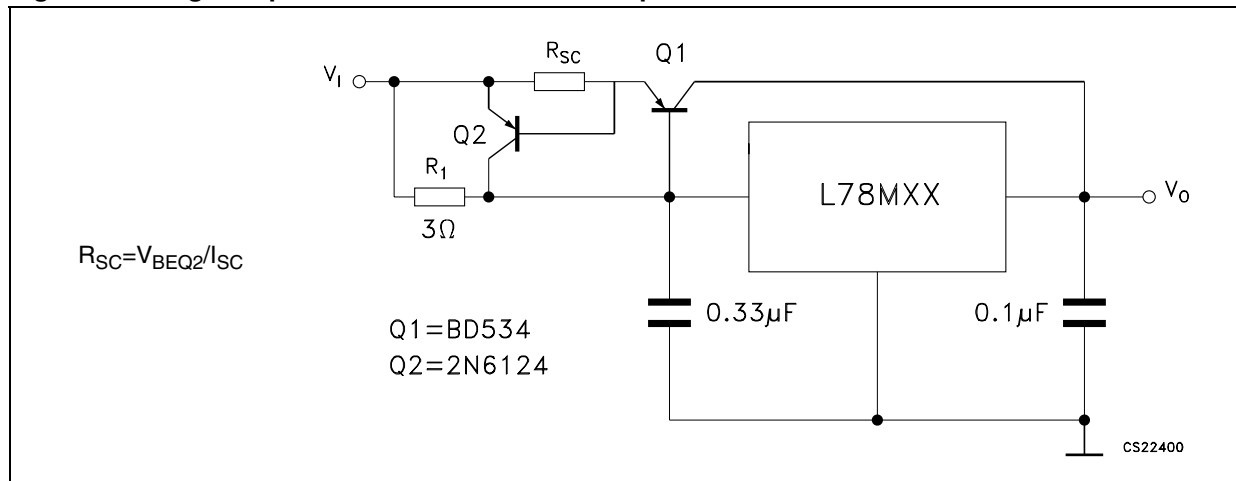 R_SC
Q1
V_I
Q2
R_1
3Ω
L78MXX
V_O
R_SC=V_BEQ2/I_SC
0.33µF
0.1µF
Q1=BD534
Q2=2N6124
CS22400